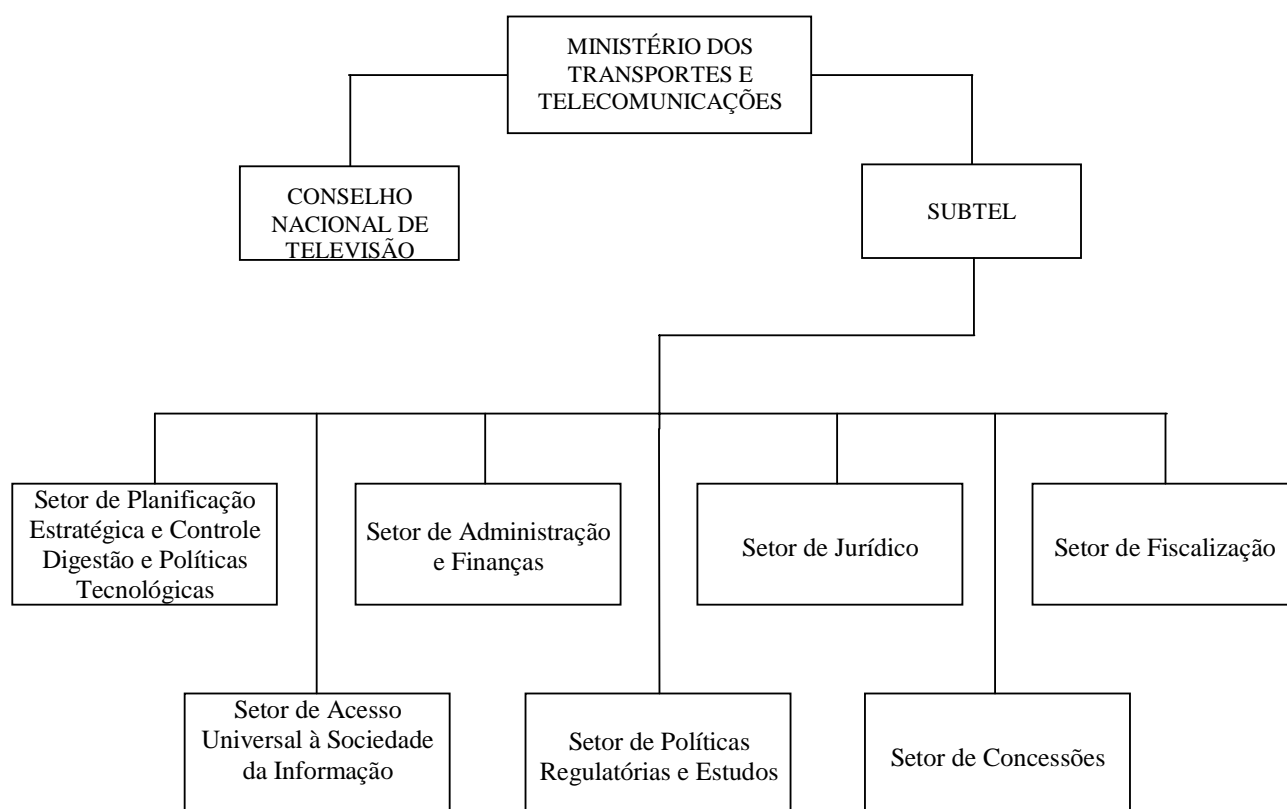 MINISTÉRIO DOS
TRANSPORTES E
TELECOMUNICAÇÕES
CONSELHO
NACIONAL DE
TELEVISÃO
SUBTEL
Setor de Planificação
Estratégica e Controle
Digestão e Políticas
Tecnológicas
Setor de Administração
e Finanças
Setor de Jurídico
Setor de Fiscalização
Setor de Acesso
Universal à Sociedade
da Informação
Setor de Políticas
Regulatórias e Estudos
Setor de Concessões